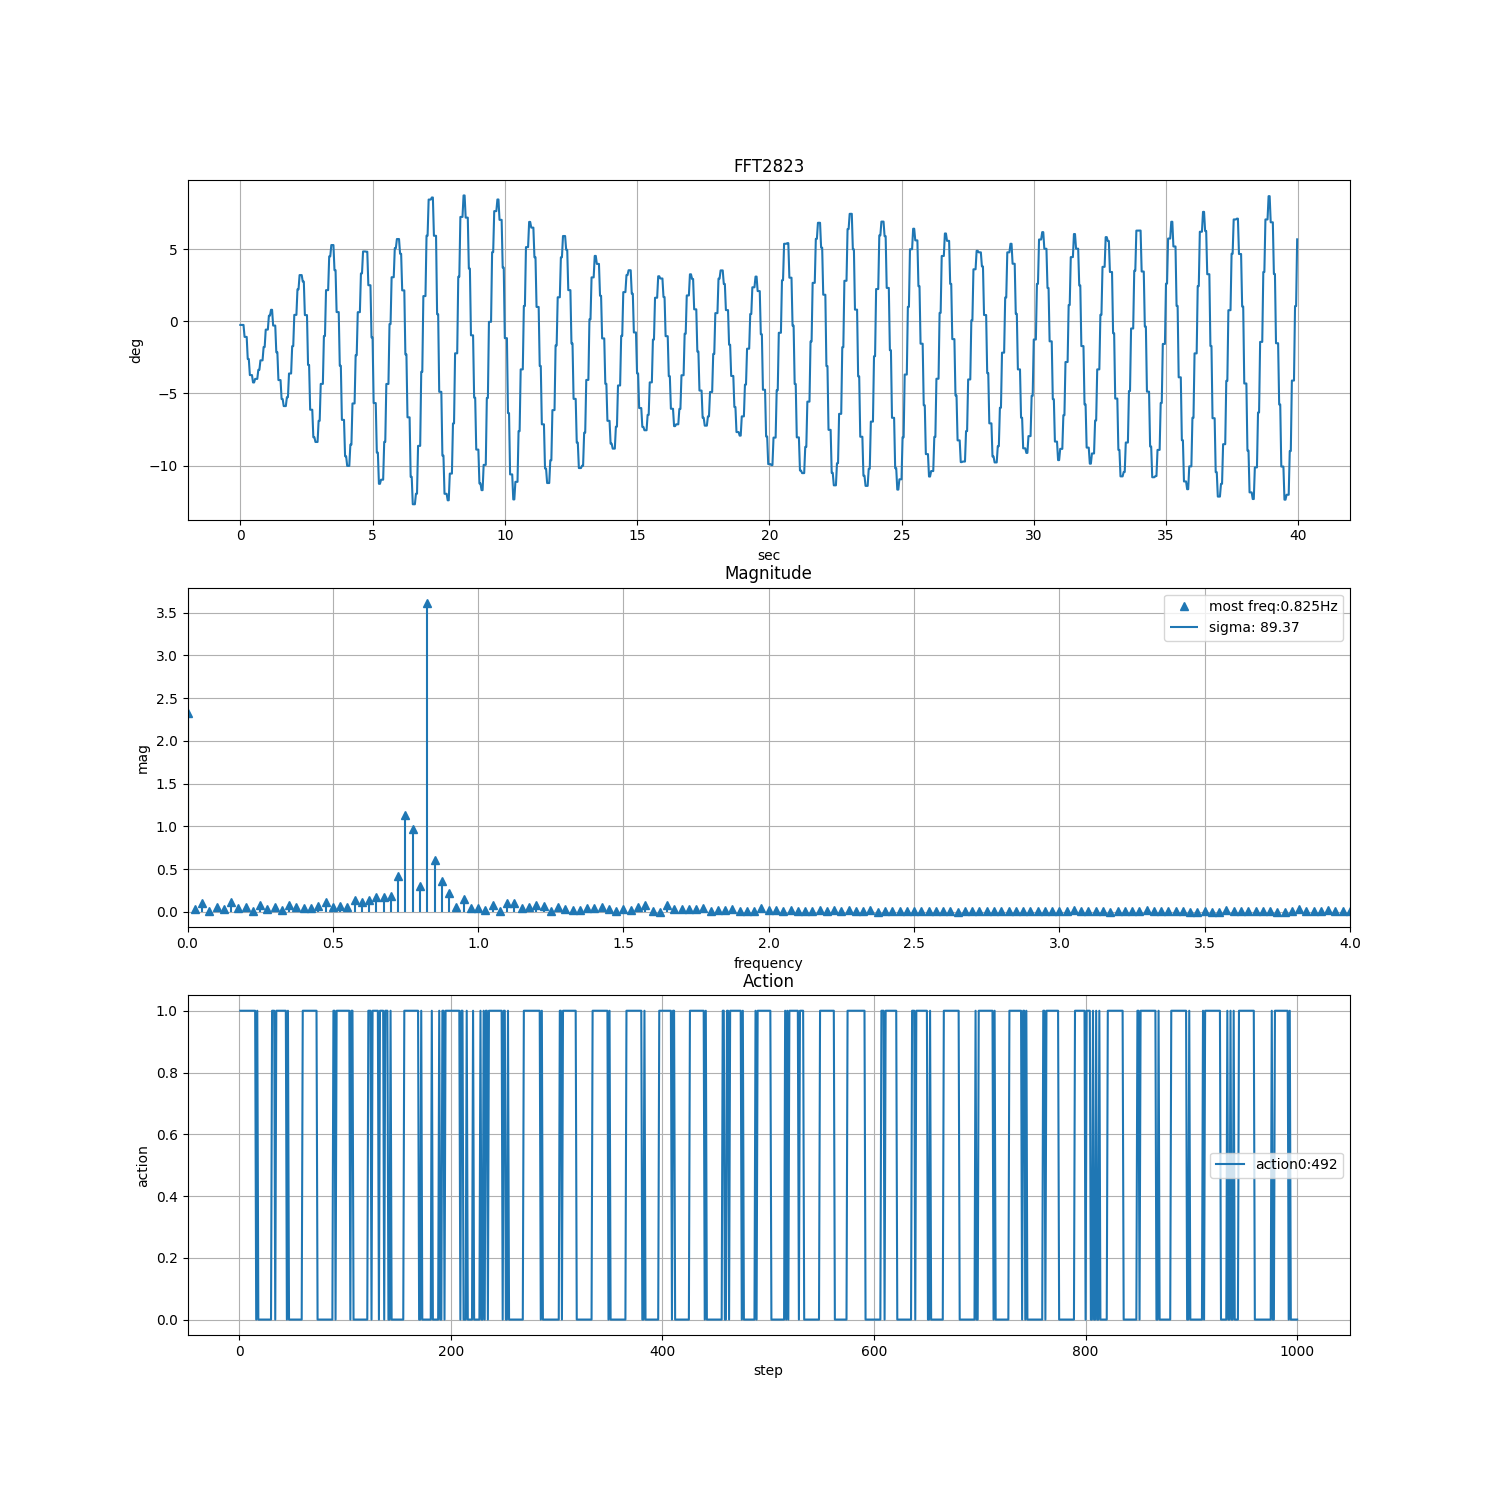 FFT2823
5
0
−5
−10
deg
0 5 10 15 20 25 30 35 40
sec
Magnitude
3.5
3.0
2.5
2.0
1.5
1.0
0.5
0.0
mag
most freq:0.825Hz
sigma: 89.37
0.0 0.5 1.0 1.5 2.0 2.5 3.0 3.5 4.0
frequency
Action
1.0
0.8
0.6
0.4
0.2
0.0
action
action0:492
0 200 400 600 800 1000
step